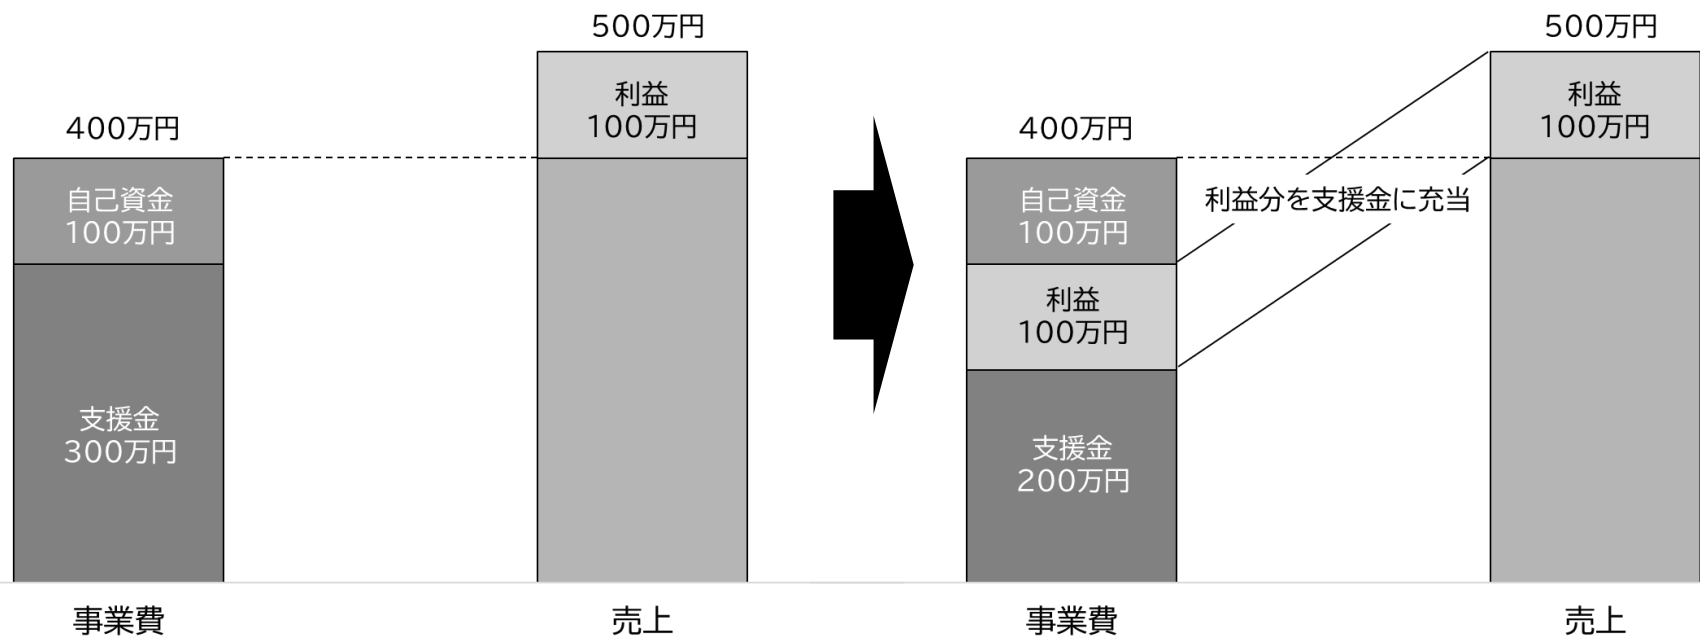 500万円
利益
100万円
400万円
自己資金
100万円
支援金
300万円
事業費
売上
500万円
利益
100万円
400万円
自己資金
100万円
利益分を支援金に充当
利益
100万円
支援金
200万円
事業費
売上